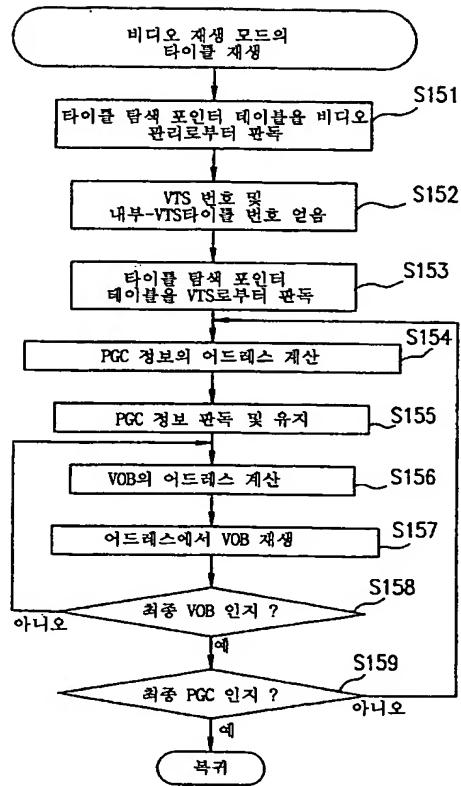 비디오 재생 모드의
타이틀 재생
S151
타이틀 탐색 포인터 테이블을 비디오
관리로부터 판독
S152
VTS 번호 및
내부-VTS타이틀 번호 얻음
S153
타이틀 탐색 포인터
테이블을 VTS로부터 판독
S154
PGC 정보의 어드레스 계산
S155
PGC 정보 판독 및 유지
S156
VOB의 어드레스 계산
S157
어드레스에서 VOB 재생
S158
최종 VOB 인지 ?
아니오
예
S159
최종 PGC 인지 ?
아니오
예
복귀